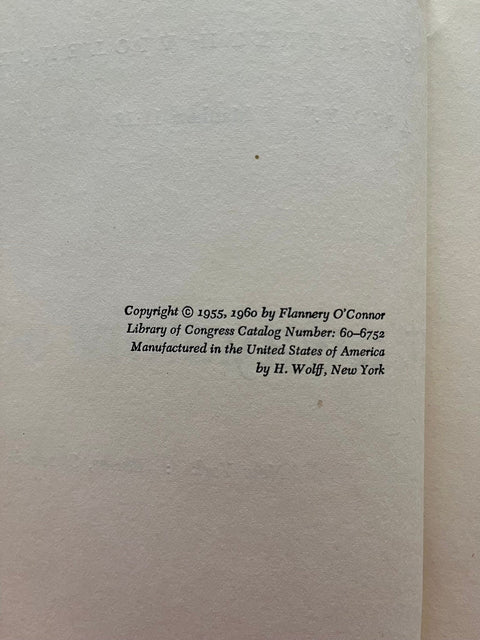 Copyright © 1955, 1960 by Flannery O'Connor
Library of Congress Catalog Number: 60–6752
Manufactured in the United States of America
by H. Wolff, New York